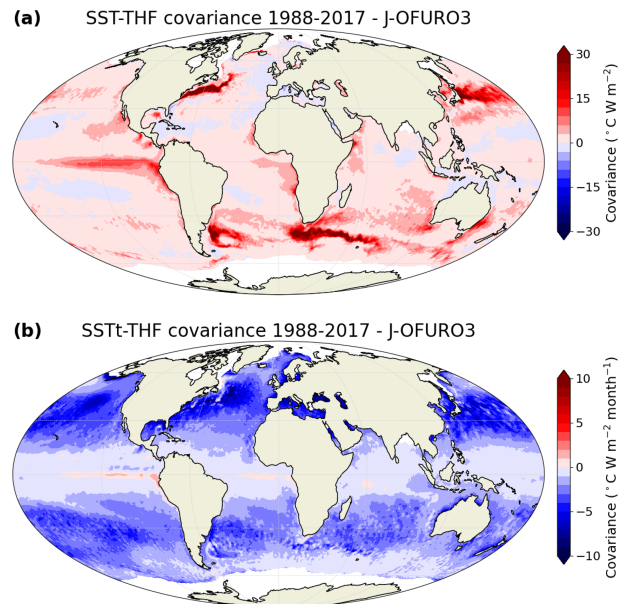 (a) SST-THF covariance 1988-2017 - J-OFURO3
30
15
0
−15
−30
Covariance (°C W m⁻²)
(b) SSTt-THF covariance 1988-2017 - J-OFURO3
10
5
0
−5
−10
Covariance (°C W m⁻² month⁻¹)